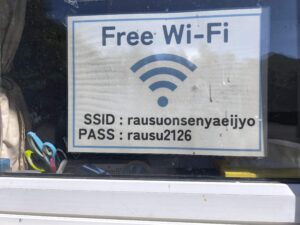 Free Wi-Fi
SSID : rausuonsenyaeijyo
PASS : rausu2126